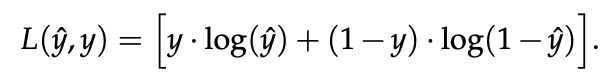 L(ŷ, y) = [y · log(ŷ) + (1 − y) · log(1 − ŷ)].